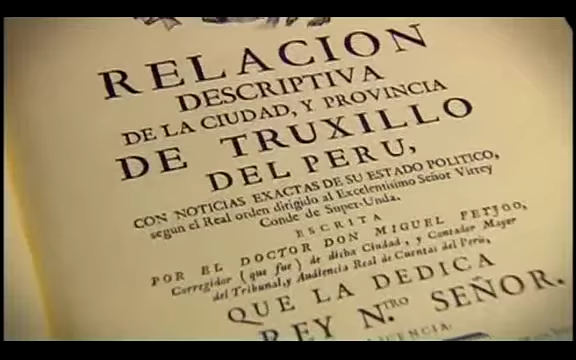 RELACION
DESCRIPTIVA
DE LA CIUDAD, Y PROVINCIA
DE TRUXILLO
DEL PERU,
CON NOTICIAS EXACTAS DE SU ESTADO POLITICO,
segun el Real orden dirigido al Excelentissimo Señor Virrey
Conde de Super-Unda.
ESCRITA
POR EL DOCTOR DON MIGUEL FEYJOO,
Corregidor (que fue) de dicha Ciudad, y Contador Mayor
del Tribunal, y Audiencia Real de Cuentas del Perù,
QUE LA DEDICA
REY N.TRO SEÑOR.
LICENCIA